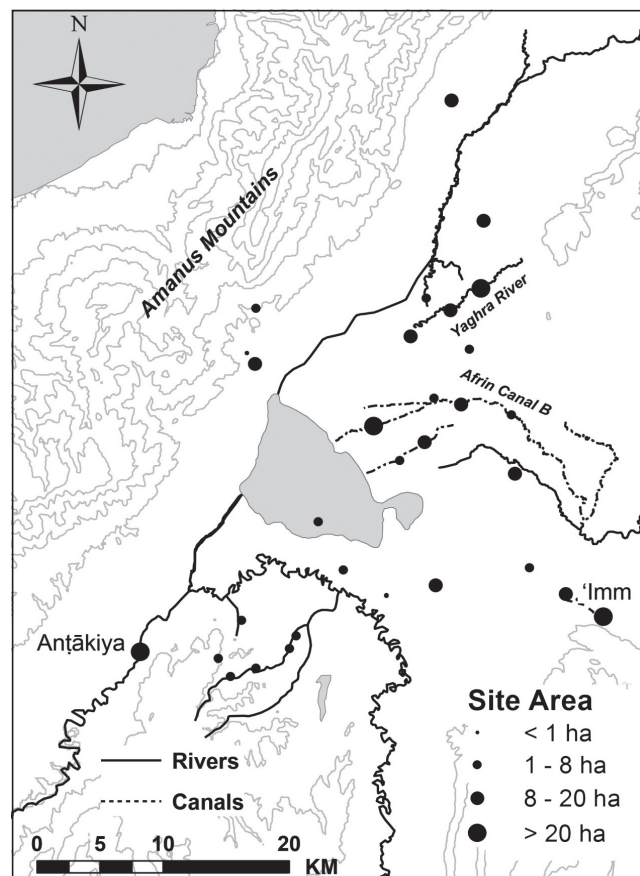 N
Amanus Mountains
Yaghra River
Afrin Canal B
'Imm
Anṭākiya
Site Area
< 1 ha
1 - 8 ha
8 - 20 ha
> 20 ha
Rivers
Canals
0 5 10 20
KM